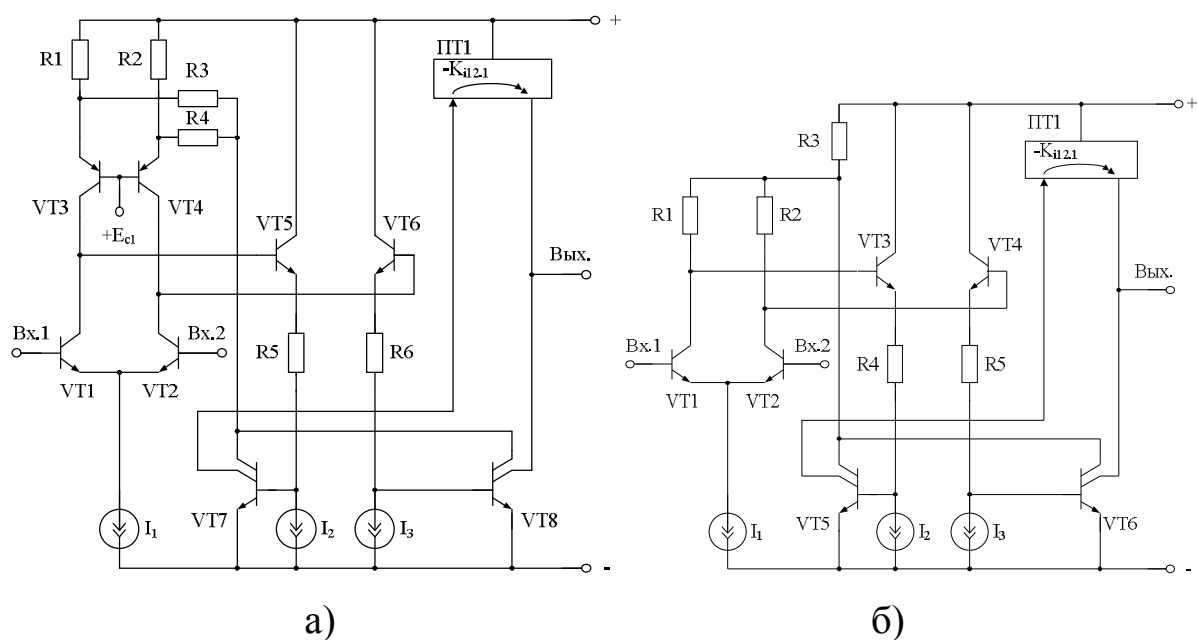 +
R1
R2
R3
R4
ПТ1
-Ki12.1
VT3
VT4
+Ec1
VT5
VT6
Вых.
Вх.1
Вх.2
R5
R6
VT1
VT2
VT7
VT8
I1
I2
I3
-
а)
+
R3
ПТ1
-Ki12.1
R1
R2
VT3
VT4
Вых.
Вх.1
Вх.2
R4
R5
VT1
VT2
VT5
VT6
I1
I2
I3
-
б)